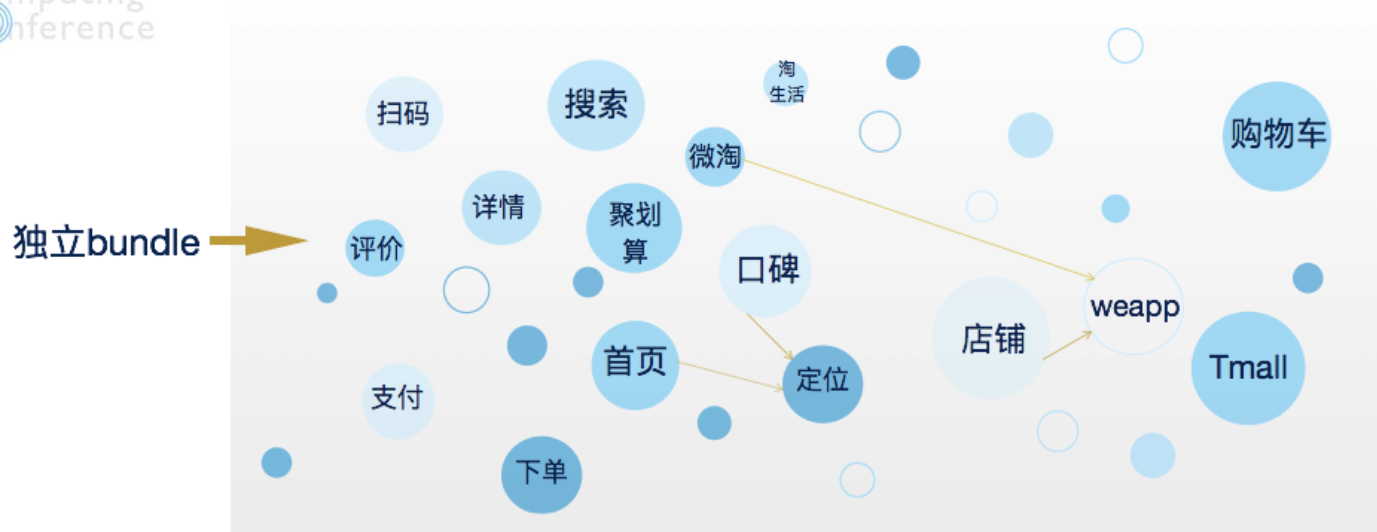 nference
扫码
搜索
淘
生活
微淘
购物车
详情
聚划
算
独立bundle
评价
口碑
weapp
店铺
首页
定位
Tmall
支付
下单